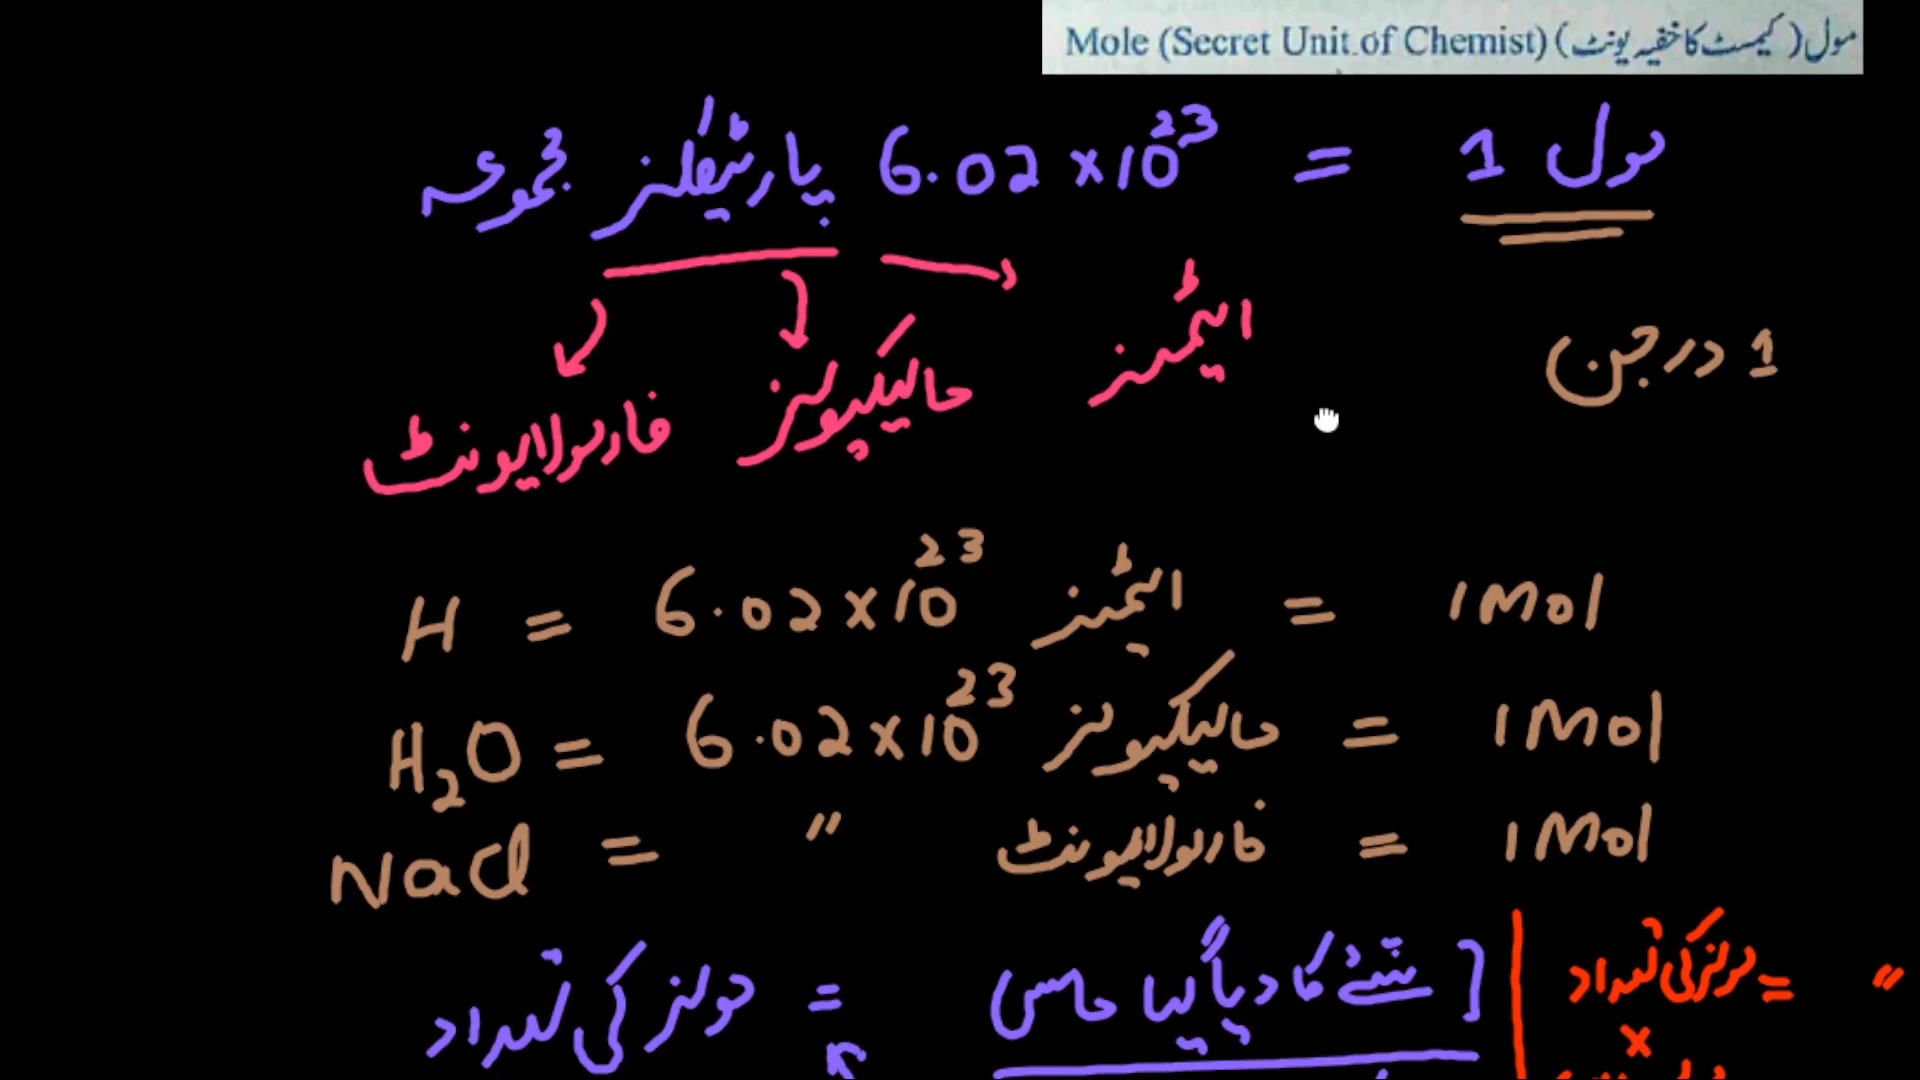 مول (کیمسٹ کا خفیہ یونٹ) Mole (Secret Unit of Chemist)
مول 1 = 6.02 ×10²³ پارٹیکلز مجموعہ
1 درجن
ایٹمز مالیکیولز فارمولا یونٹ
H = 6.02 ×10²³ ایٹمز = 1 Mol
H₂O = 6.02 ×10²³ مالیکیولز = 1 Mol
NaCl = " فارمولا یونٹ = 1 Mol
[ شئے کا دیا گیا ماس ) = مولز کی تعداد
" = مولز کی تعداد
×